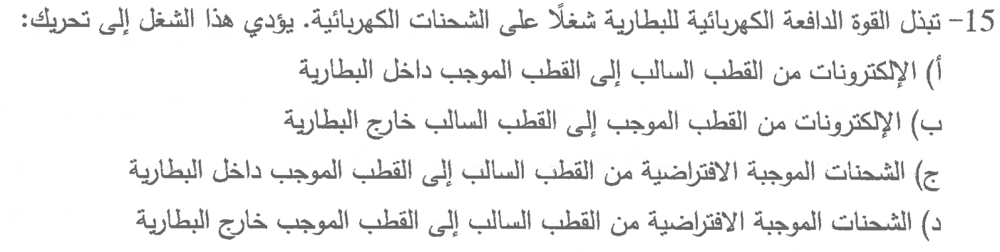 15- تبذل القوة الدافعة الكهربائية للبطارية شغلًا على الشحنات الكهربائية. يؤدي هذا الشغل إلى تحريك:
أ) الإلكترونات من القطب السالب إلى القطب الموجب داخل البطارية
ب) الإلكترونات من القطب الموجب إلى القطب السالب خارج البطارية
ج) الشحنات الموجبة الافتراضية من القطب السالب إلى القطب الموجب داخل البطارية
د) الشحنات الموجبة الافتراضية من القطب السالب إلى القطب الموجب خارج البطارية